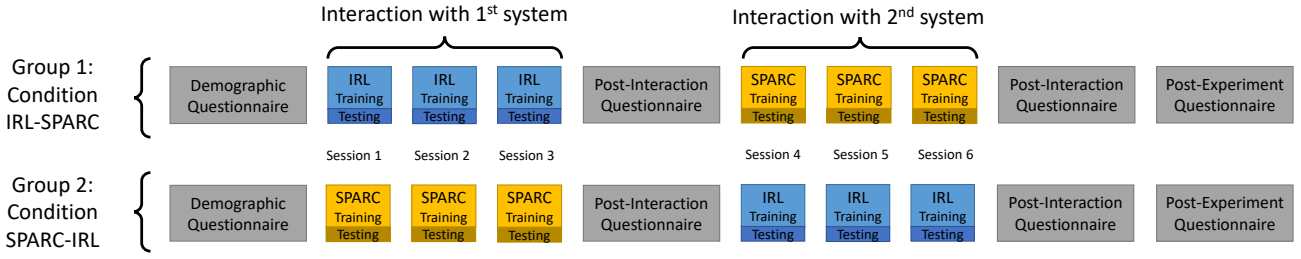 Interaction with 1st system
Interaction with 2nd system
Group 1:
Condition
IRL-SPARC
Demographic
Questionnaire
IRL
Training
Testing
IRL
Training
Testing
IRL
Training
Testing
Post-Interaction
Questionnaire
SPARC
Training
Testing
SPARC
Training
Testing
SPARC
Training
Testing
Post-Interaction
Questionnaire
Post-Experiment
Questionnaire
Session 1
Session 2
Session 3
Session 4
Session 5
Session 6
Group 2:
Condition
SPARC-IRL
Demographic
Questionnaire
SPARC
Training
Testing
SPARC
Training
Testing
SPARC
Training
Testing
Post-Interaction
Questionnaire
IRL
Training
Testing
IRL
Training
Testing
IRL
Training
Testing
Post-Interaction
Questionnaire
Post-Experiment
Questionnaire